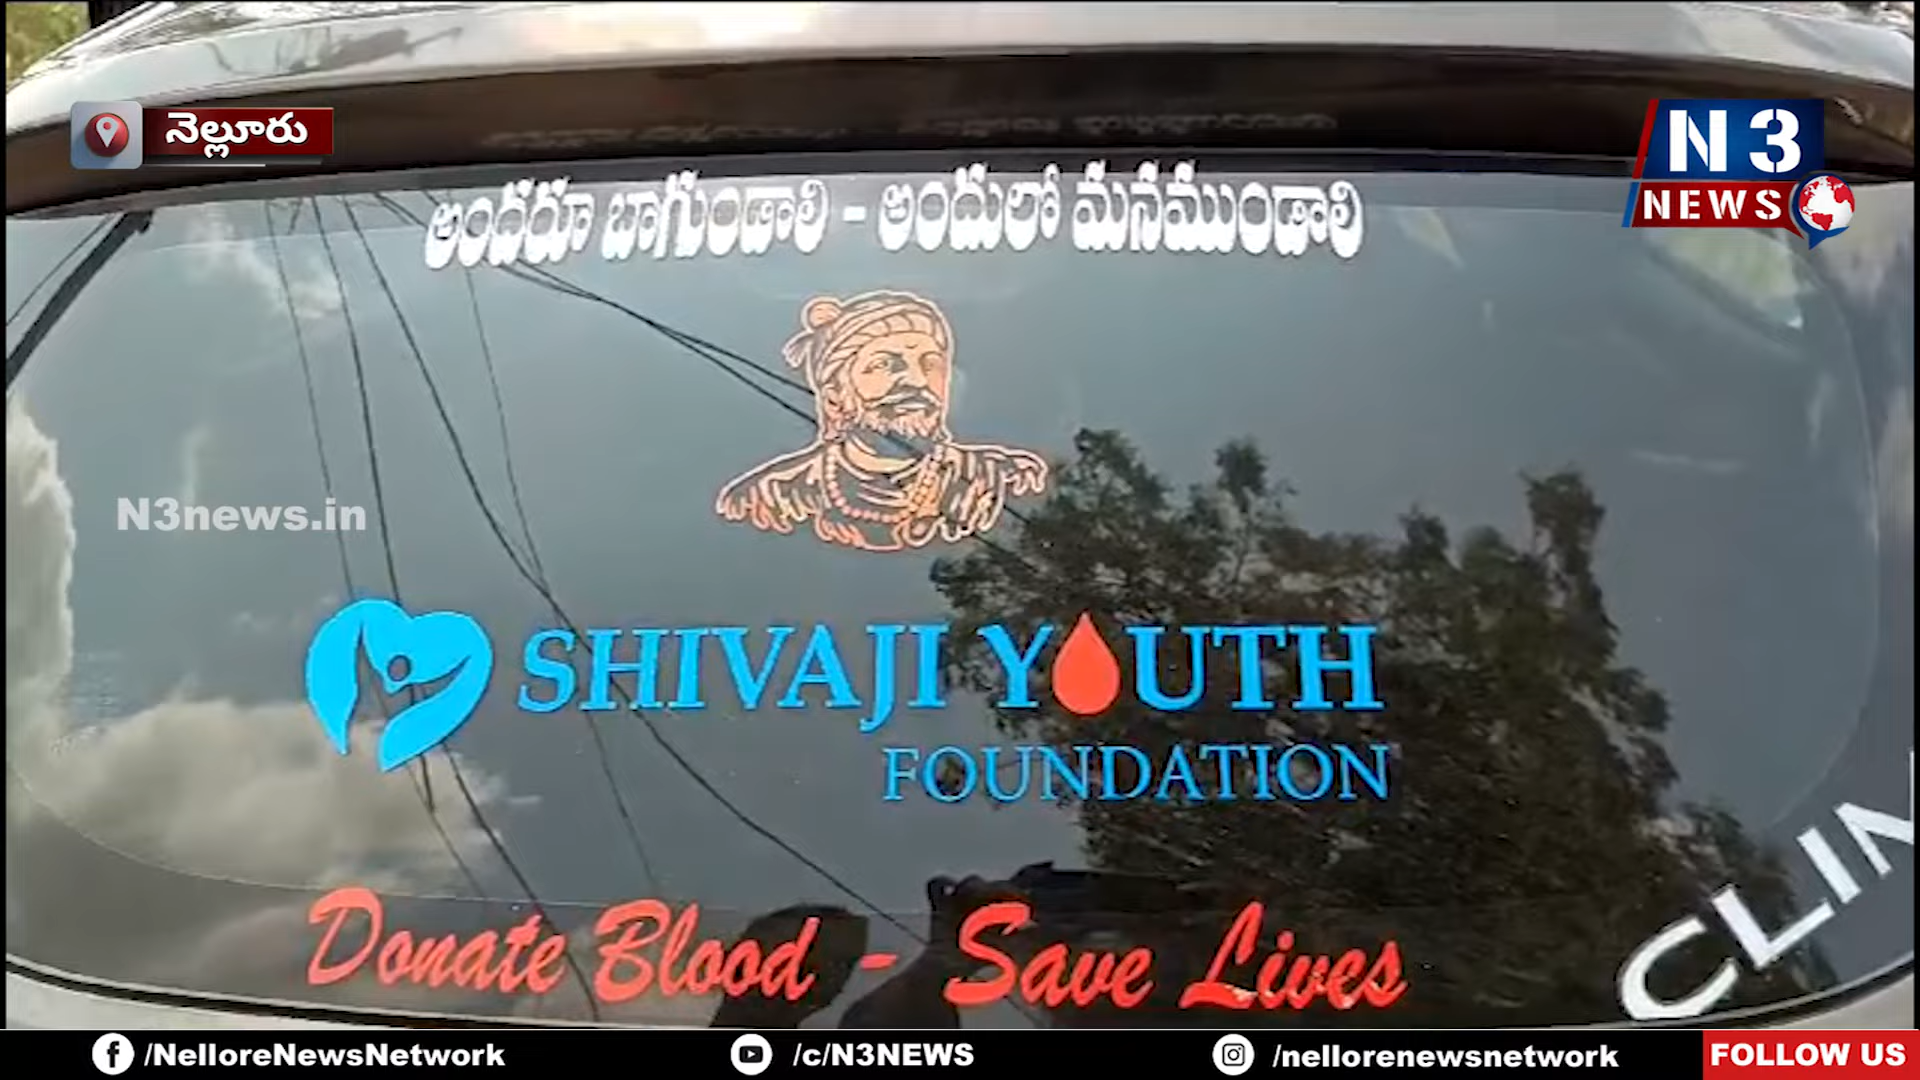 నెల్లూరు
N3
NEWS
అందరూ బాగుండాలి - అందులో మనముండాలి
N3news.in
SHIVAJI YOUTH
FOUNDATION
Donate Blood - Save Lives
/NelloreNewsNetwork
/c/N3NEWS
/nellorenewsnetwork
FOLLOW US